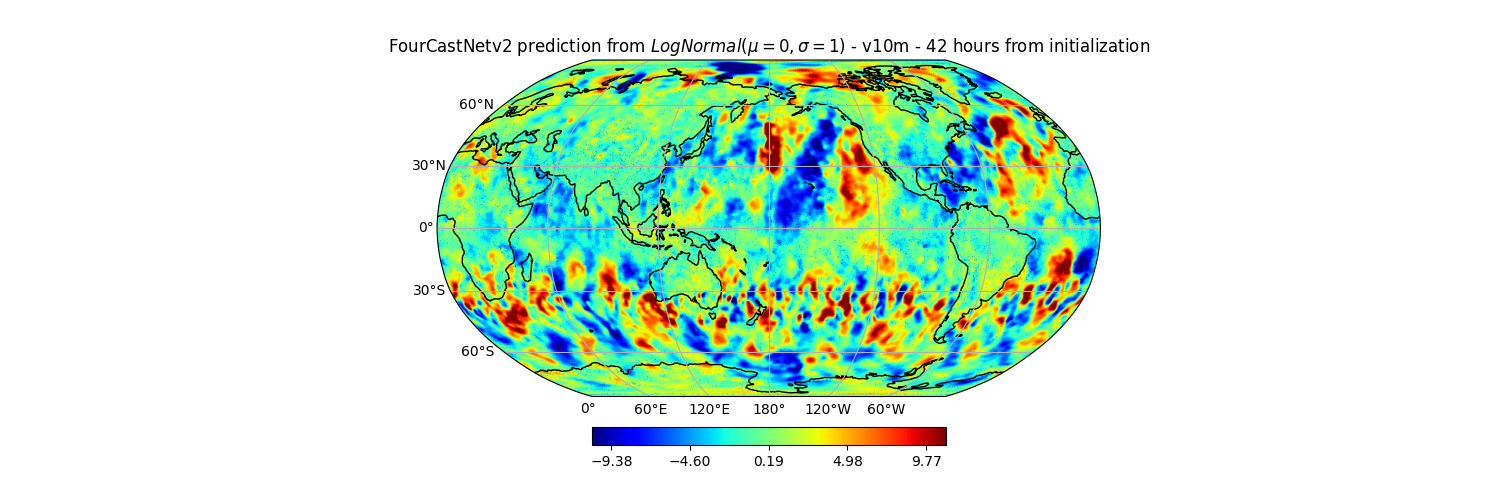 FourCastNetv2 prediction from LogNormal(μ = 0, σ = 1) - v10m - 42 hours from initialization
60°N
30°N
0°
30°S
60°S
0° 60°E 120°E 180° 120°W 60°W
−9.38 −4.60 0.19 4.98 9.77